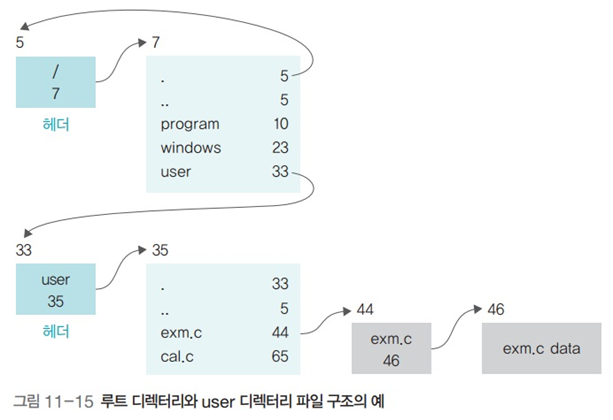 5
7
/
7
헤더
. 5
.. 5
program 10
windows 23
user 33
33
35
user
35
헤더
. 33
.. 5
exm.c 44
cal.c 65
44
exm.c
46
46
exm.c data
그림 11-15 루트 디렉터리와 user 디렉터리 파일 구조의 예